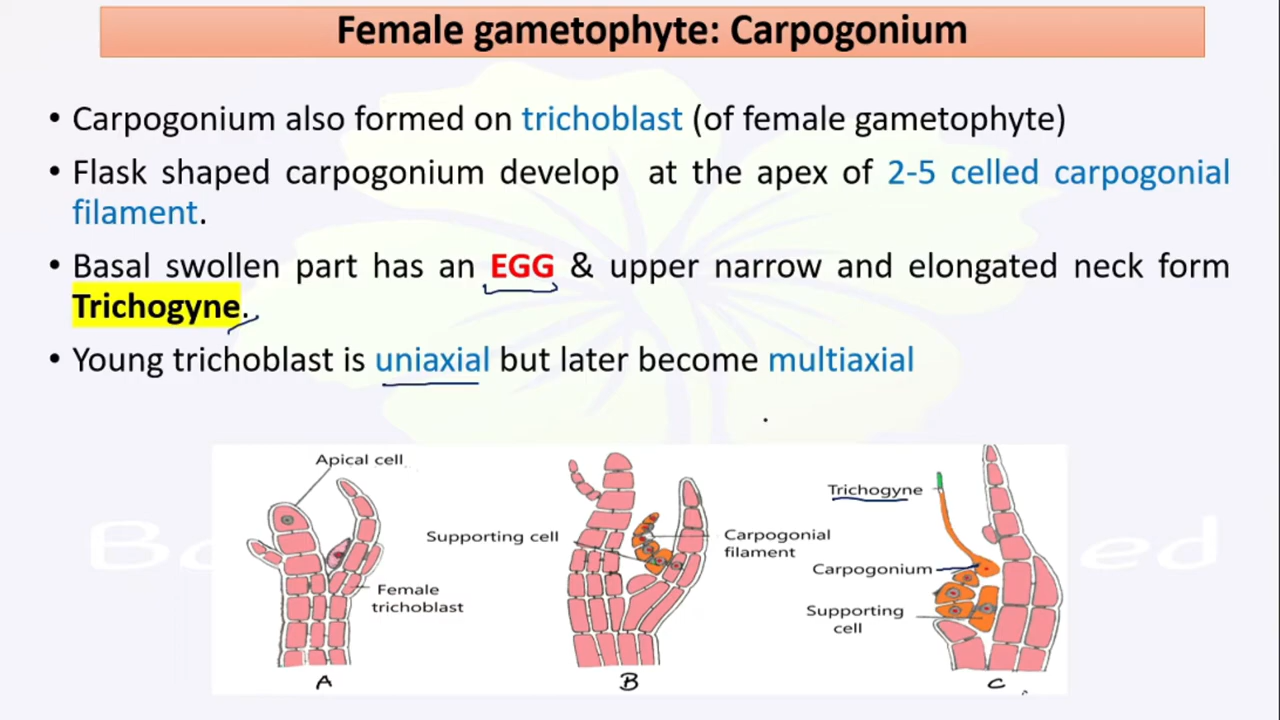 Female gametophyte: Carpogonium
• Carpogonium also formed on trichoblast (of female gametophyte)
• Flask shaped carpogonium develop at the apex of 2-5 celled carpogonial
filament.
• Basal swollen part has an EGG & upper narrow and elongated neck form
Trichogyne.
• Young trichoblast is uniaxial but later become multiaxial
Apical cell
Female
trichoblast
A
Supporting cell
Carpogonial
filament
B
Trichogyne
Carpogonium
Supporting
cell
C